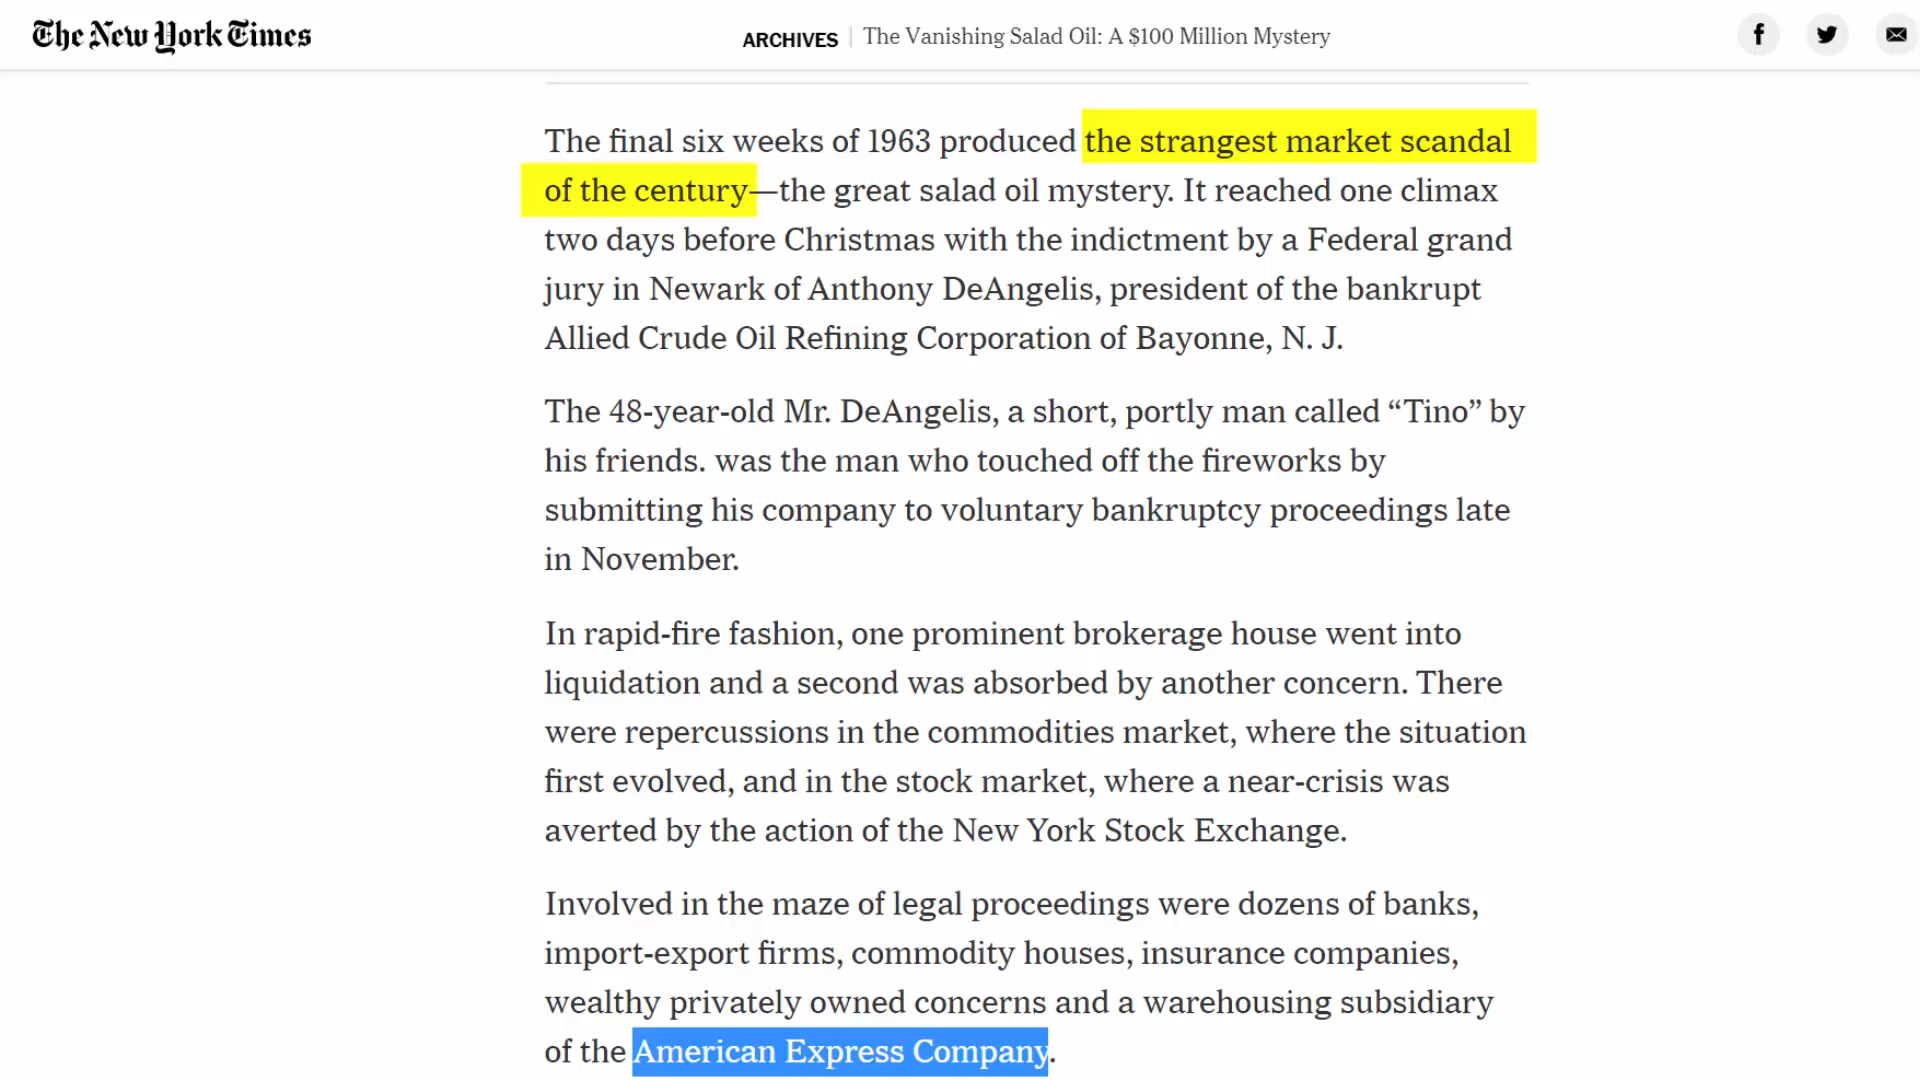 The New York Times
ARCHIVES | The Vanishing Salad Oil: A $100 Million Mystery
The final six weeks of 1963 produced the strangest market scandal
of the century—the great salad oil mystery. It reached one climax
two days before Christmas with the indictment by a Federal grand
jury in Newark of Anthony DeAngelis, president of the bankrupt
Allied Crude Oil Refining Corporation of Bayonne, N. J.
The 48-year-old Mr. DeAngelis, a short, portly man called “Tino” by
his friends. was the man who touched off the fireworks by
submitting his company to voluntary bankruptcy proceedings late
in November.
In rapid-fire fashion, one prominent brokerage house went into
liquidation and a second was absorbed by another concern. There
were repercussions in the commodities market, where the situation
first evolved, and in the stock market, where a near-crisis was
averted by the action of the New York Stock Exchange.
Involved in the maze of legal proceedings were dozens of banks,
import-export firms, commodity houses, insurance companies,
wealthy privately owned concerns and a warehousing subsidiary
of the American Express Company.